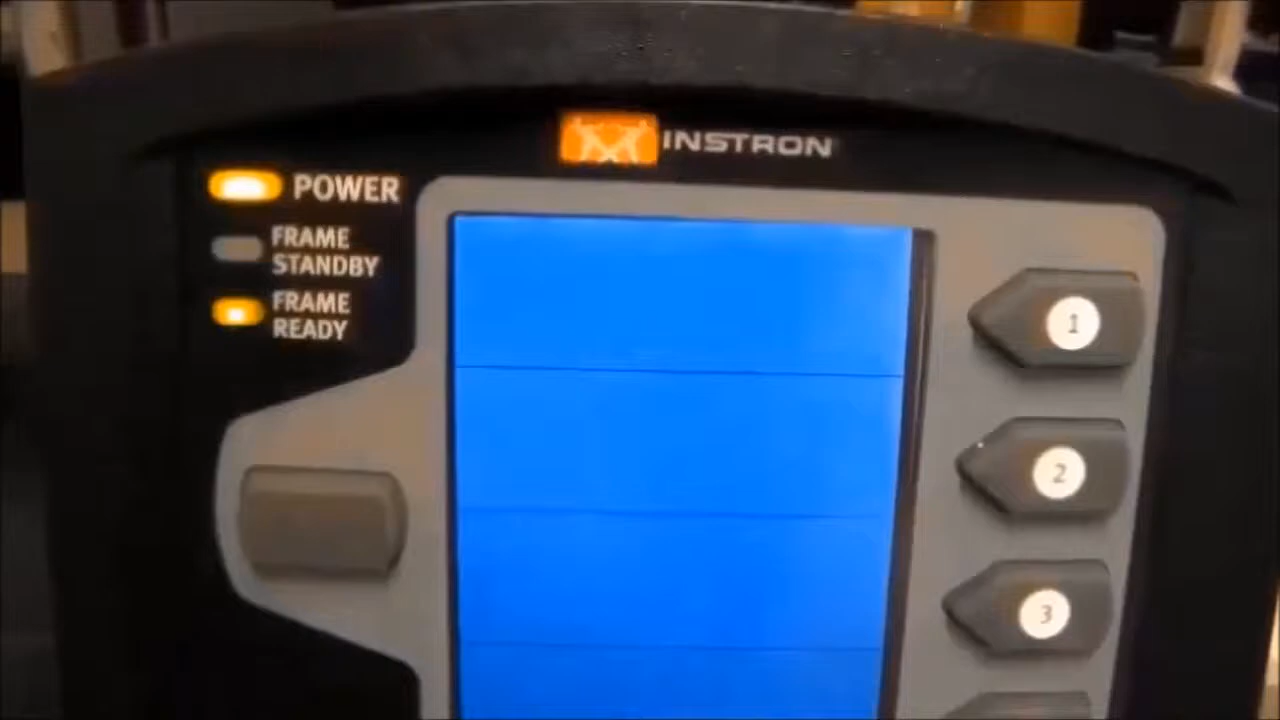 INSTRON
POWER
FRAME
STANDBY
FRAME
READY
1
2
3